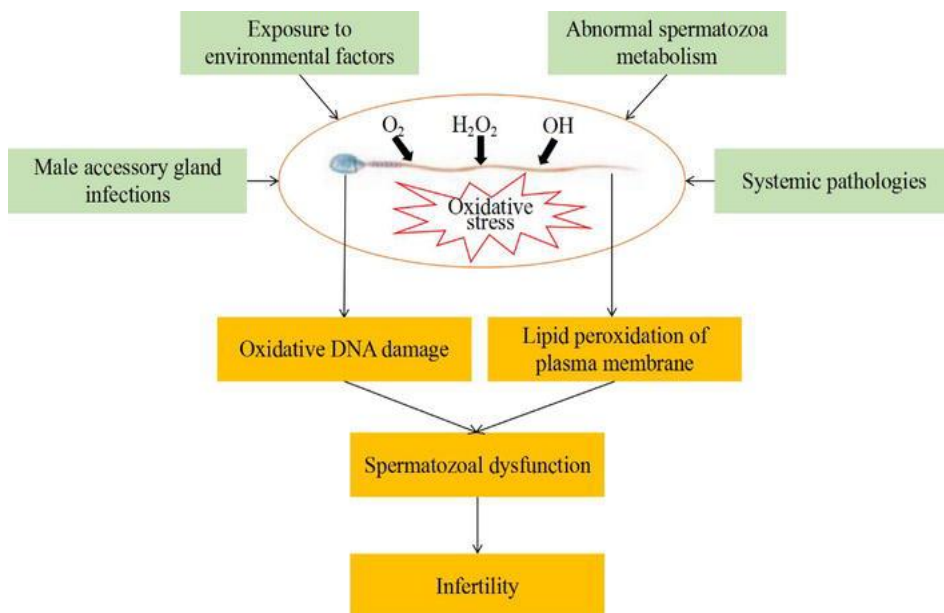 Exposure to
environmental factors
Abnormal spermatozoa
metabolism
O₂
H₂O₂
OH
Male accessory gland
infections
Oxidative
stress
Systemic pathologies
Oxidative DNA damage
Lipid peroxidation of
plasma membrane
Spermatozoal dysfunction
Infertility